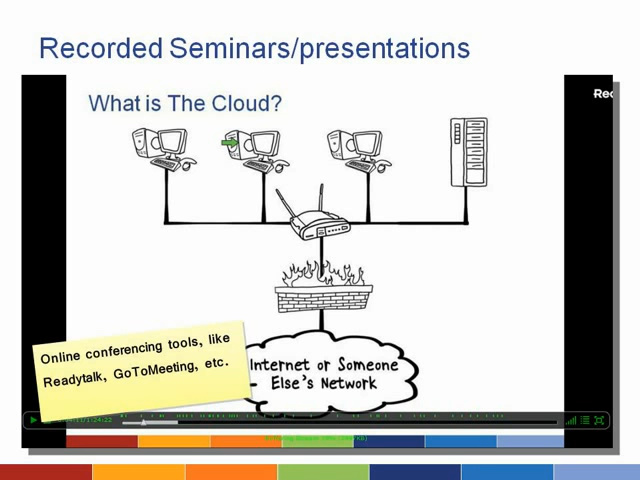 Recorded Seminars/presentations
Rec
What is The Cloud?
Online conferencing tools, like
Readytalk, GoToMeeting, etc.
Internet or Someone
Else's Network